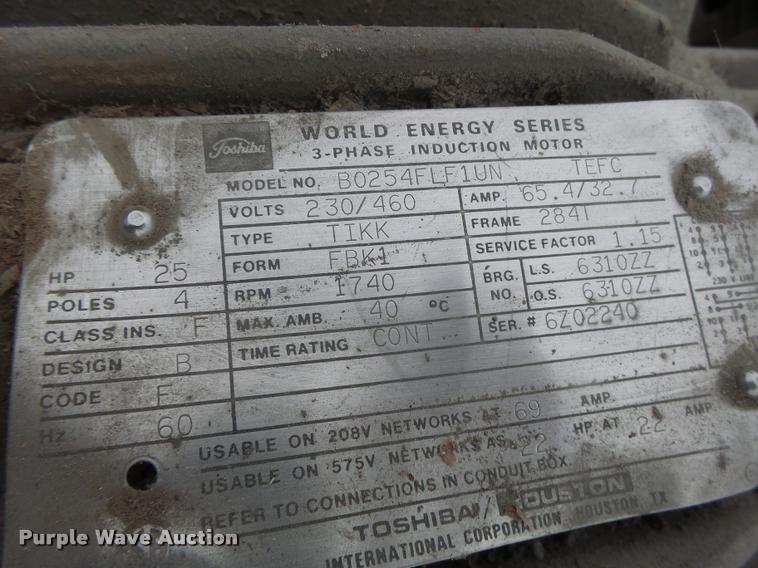 Toshiba
WORLD ENERGY SERIES
3-PHASE INDUCTION MOTOR
MODEL NO. B0254FLF1UN TEFC
VOLTS 230/460 AMP. 65.4/32.7
TYPE TIKK FRAME 284T
FORM FBK1 SERVICE FACTOR 1.15
HP 25 RPM 1740 BRG. NO. L.S. 6310ZZ
POLES 4 MAX. AMB. 40 °C O.S. 6310ZZ
CLASS INS. F TIME RATING CONT. SER. # 6Z02240
DESIGN B
CODE F
Hz 60
USABLE ON 208V NETWORKS AT 69 AMP.
USABLE ON 575V NETWORKS AS 22 HP AT 22 AMP
REFER TO CONNECTIONS IN CONDUIT BOX.
TOSHIBA/HOUSTON
INTERNATIONAL CORPORATION, HOUSTON, TX
Purple Wave Auction